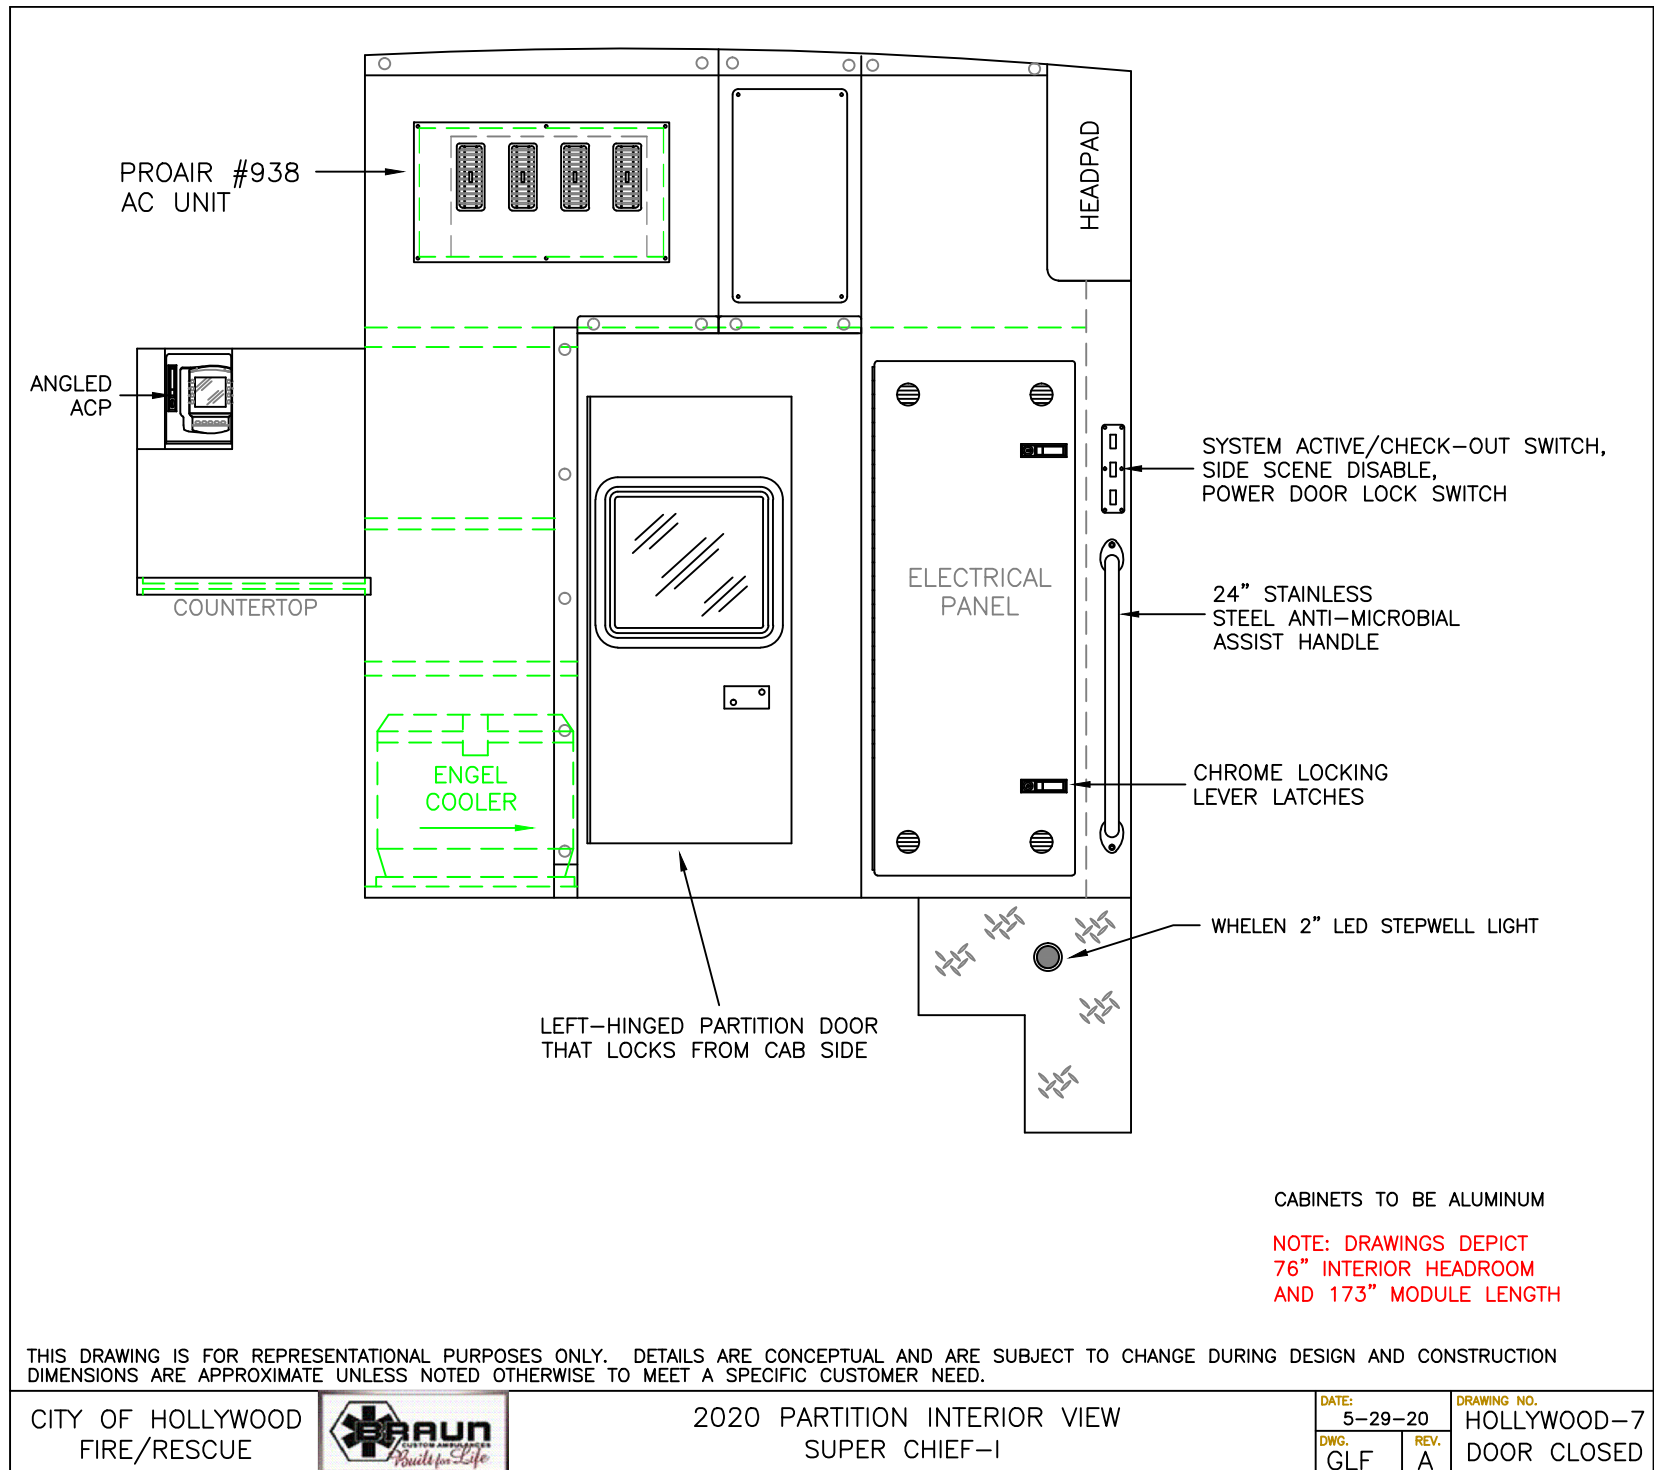 HEADPAD
PROAIR #938
AC UNIT
ANGLED
ACP
SYSTEM ACTIVE/CHECK-OUT SWITCH,
SIDE SCENE DISABLE,
POWER DOOR LOCK SWITCH
ELECTRICAL
PANEL
COUNTERTOP
24” STAINLESS
STEEL ANTI-MICROBIAL
ASSIST HANDLE
ENGEL
COOLER
CHROME LOCKING
LEVER LATCHES
WHELEN 2” LED STEPWELL LIGHT
LEFT-HINGED PARTITION DOOR
THAT LOCKS FROM CAB SIDE
CABINETS TO BE ALUMINUM
NOTE: DRAWINGS DEPICT
76” INTERIOR HEADROOM
AND 173” MODULE LENGTH
THIS DRAWING IS FOR REPRESENTATIONAL PURPOSES ONLY. DETAILS ARE CONCEPTUAL AND ARE SUBJECT TO CHANGE DURING DESIGN AND CONSTRUCTION
DIMENSIONS ARE APPROXIMATE UNLESS NOTED OTHERWISE TO MEET A SPECIFIC CUSTOMER NEED.
CITY OF HOLLYWOOD
FIRE/RESCUE
BRAUN
CUSTOM AMBULANCES
Built for Life
2020 PARTITION INTERIOR VIEW
SUPER CHIEF-I
DATE:
5-29-20
DWG.
GLF
REV.
A
DRAWING NO.
HOLLYWOOD-7
DOOR CLOSED